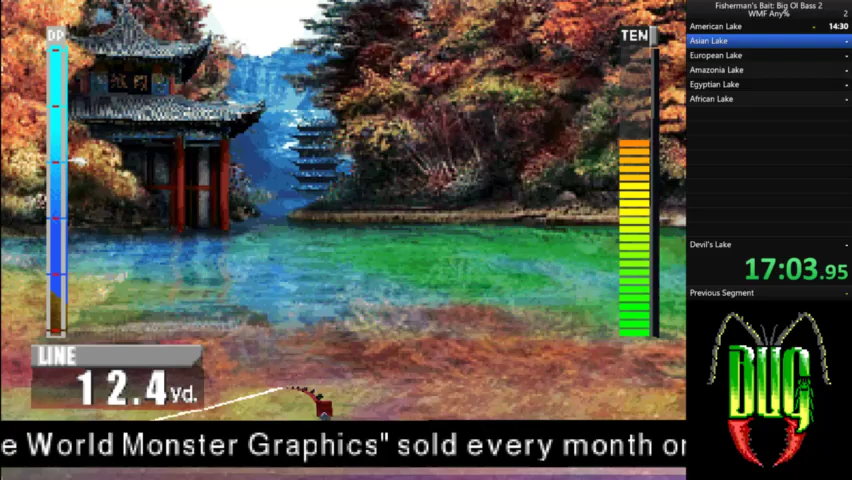 Fisherman's Bait: Big Ol Bass 2
WMF Any% 2
American Lake - 14:30
Asian Lake -
European Lake -
Amazonia Lake -
Egyptian Lake -
African Lake -
Devil's Lake -
17:03.95
Previous Segment -
DP
TEN
LINE
12.4yd.
e World Monster Graphics" sold every month or
BUG